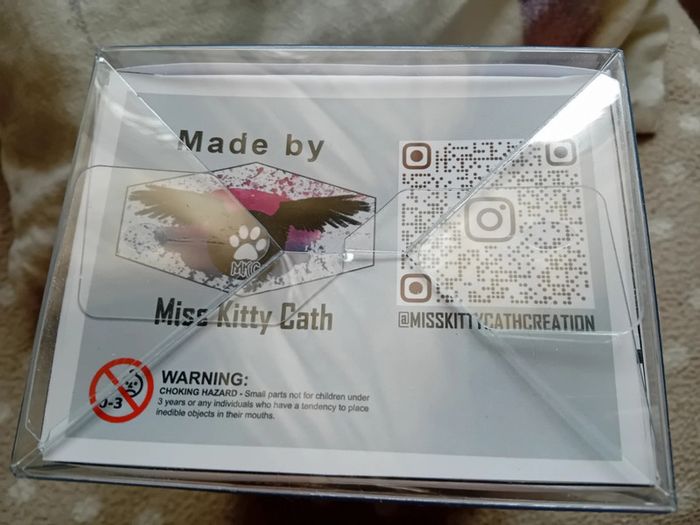 Made by
MKC
Miss Kitty Cath
@MISSKITTYCATHCREATION
0-3
WARNING:
CHOKING HAZARD - Small parts not for children under
3 years or any individuals who have a tendency to place
inedible objects in their mouths.